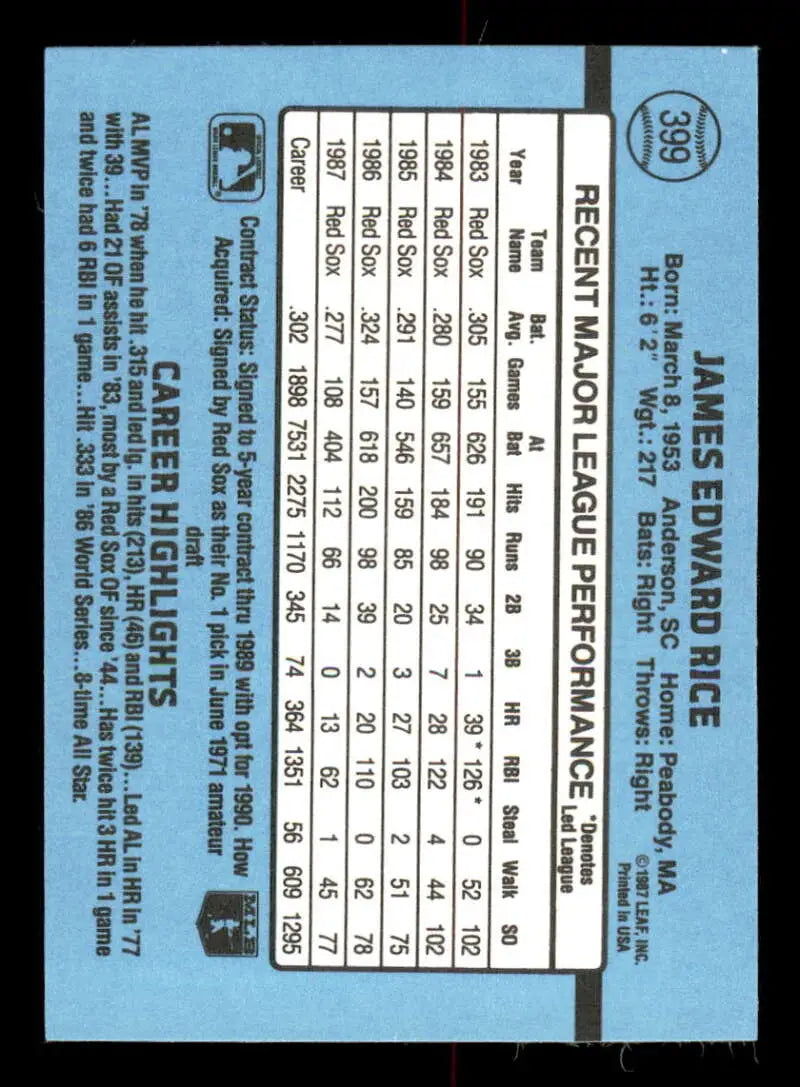 399
JAMES EDWARD RICE
Born: March 8, 1953 Anderson, SC Home: Peabody, MA
Ht.: 6'2" Wgt.: 217 Bats: Right Throws: Right
©1987 LEAF, INC.
Printed in USA
RECENT MAJOR LEAGUE PERFORMANCE *Denotes Led League
Year Team Name Bat. Avg. Games At Bat Hits Runs 2B 3B HR RBI Steal Walk SO
1983 Red Sox .305 155 626 191 90 34 1 39* 126* 0 52 102
1984 Red Sox .280 159 657 184 98 25 7 28 122 4 44 102
1985 Red Sox .291 140 546 159 85 20 3 27 103 2 51 75
1986 Red Sox .324 157 618 200 98 39 2 20 110 0 62 78
1987 Red Sox .277 108 404 112 66 14 0 13 62 1 45 77
Career .302 1898 7531 2275 1170 345 74 364 1351 56 609 1295
Contract Status: Signed to 5-year contract thru 1989 with opt for 1990. How
Acquired: Signed by Red Sox as their No. 1 pick in June 1971 amateur
draft
MLB
CAREER HIGHLIGHTS
AL MVP in '78 when he hit .315 and led lg. in hits (213), HR (46) and RBI (139)...Led AL in HR in '77
with 39...Had 21 OF assists in '83, most by a Red Sox OF since '44...Has twice hit 3 HR in 1 game
and twice had 6 RBI in 1 game...Hit .333 in '86 World Series...8-time All Star.